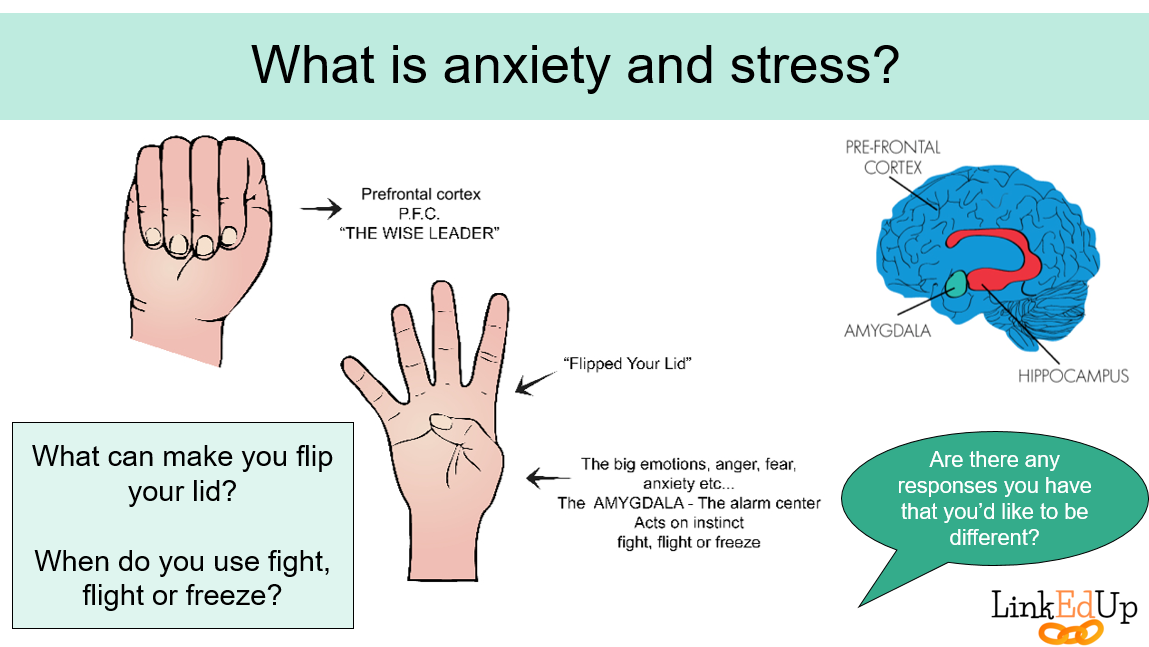 What is anxiety and stress?
Prefrontal cortex
P.F.C.
“THE WISE LEADER”
PRE-FRONTAL
CORTEX
AMYGDALA
HIPPOCAMPUS
“Flipped Your Lid”
The big emotions, anger, fear,
anxiety etc...
The AMYGDALA - The alarm center
Acts on instinct
fight, flight or freeze
What can make you flip
your lid?
When do you use fight,
flight or freeze?
Are there any
responses you have
that you’d like to be
different?
LinkEdUp